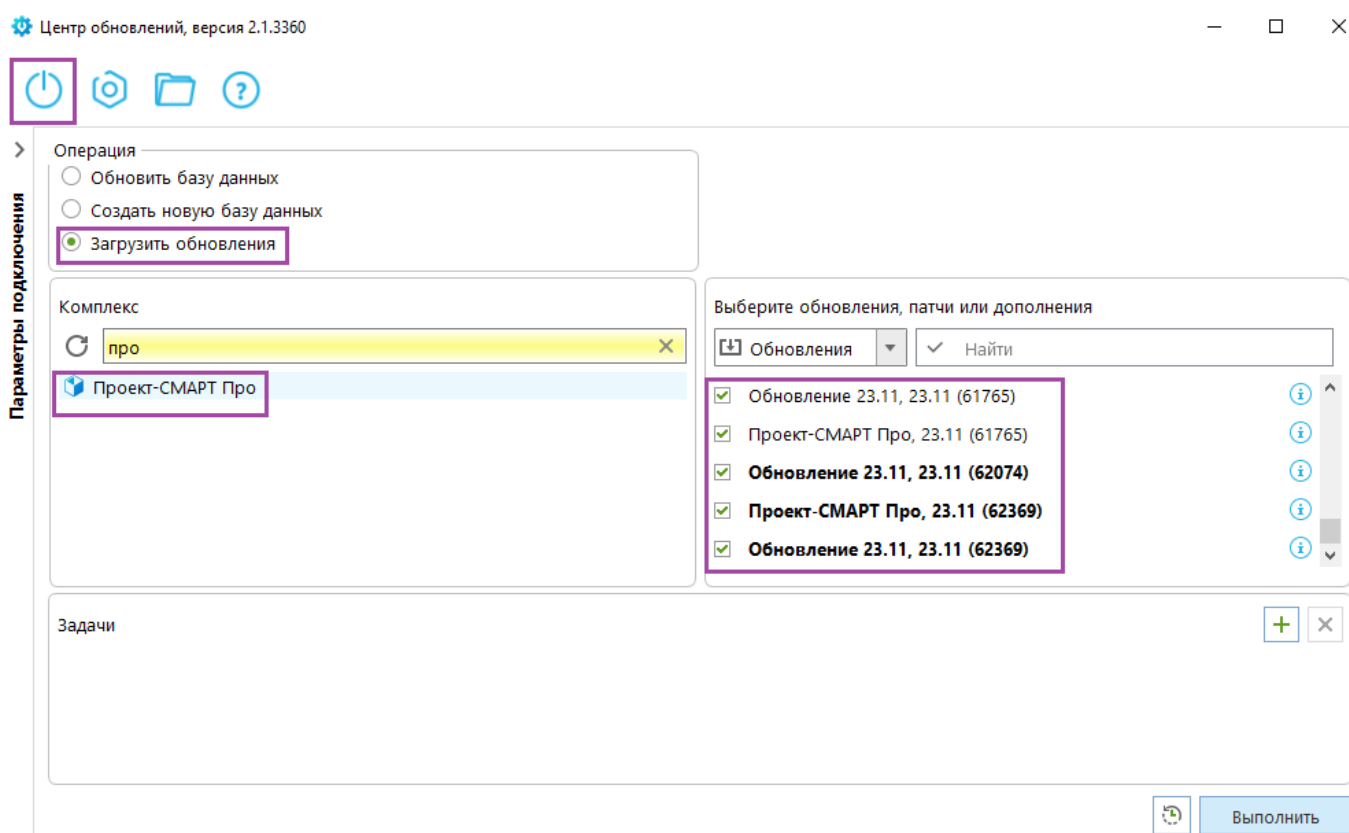 Центр обновлений, версия 2.1.3360
Параметры подключения
Операция
Обновить базу данных
Создать новую базу данных
Загрузить обновления
Комплекс
про
Проект-СМАРТ Про
Выберите обновления, патчи или дополнения
Обновления
Найти
Обновление 23.11, 23.11 (61765)
Проект-СМАРТ Про, 23.11 (61765)
Обновление 23.11, 23.11 (62074)
Проект-СМАРТ Про, 23.11 (62369)
Обновление 23.11, 23.11 (62369)
Задачи
Выполнить